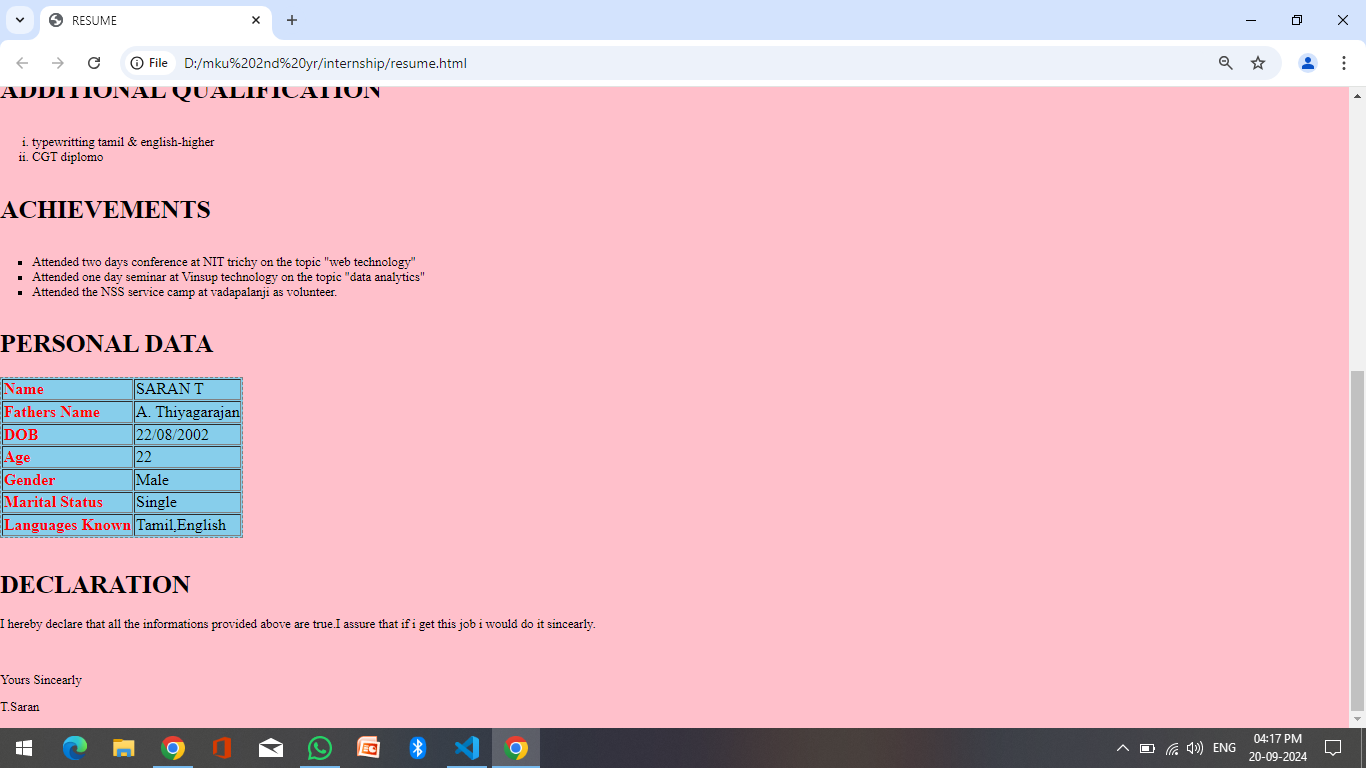 RESUME
File D:/mku%202nd%20yr/internship/resume.html
ADDITIONAL QUALIFICATION
i. typewritting tamil & english-higher
ii. CGT diplomo
ACHIEVEMENTS
Attended two days conference at NIT trichy on the topic "web technology"
Attended one day seminar at Vinsup technology on the topic "data analytics"
Attended the NSS service camp at vadapalanji as volunteer.
PERSONAL DATA
Name SARAN T
Fathers Name A. Thiyagarajan
DOB 22/08/2002
Age 22
Gender Male
Marital Status Single
Languages Known Tamil,English
DECLARATION
I hereby declare that all the informations provided above are true.I assure that if i get this job i would do it sincearly.
Yours Sincearly
T.Saran
ENG 04:17 PM
20-09-2024